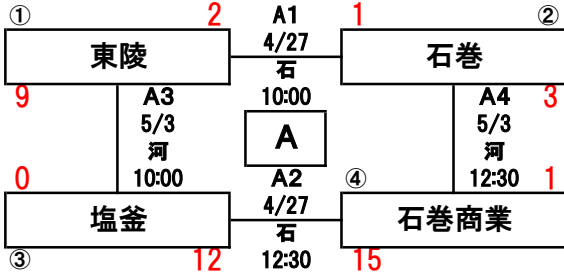 ① 2 A1 1 ②
東陵 4/27 石巻
石
9 A3 10:00 A4 3
5/3 A 5/3
河 河
0 10:00 A2 ④ 12:30 1
塩釜 4/27 石巻商業
石
③ 12 12:30 15